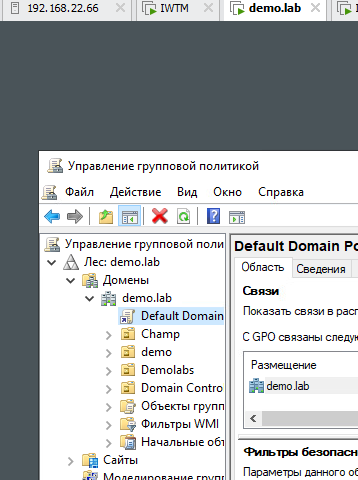 192.168.22.66 IWTM demo.lab
Управление групповой политикой
Файл Действие Вид Окно Справка
Управление групповой поли
Лес: demo.lab
Домены
demo.lab
Default Domain
Champ
demo
Demolabs
Domain Contro
Объекты групп
Фильтры WMI
Начальные об
Сайты
Моделирование груп
Default Domain Po
Область Сведения
Связи
Показать связи в расп
С GPO связаны следую
Размещение
demo.lab
Фильтры безопасн
Параметры данного об